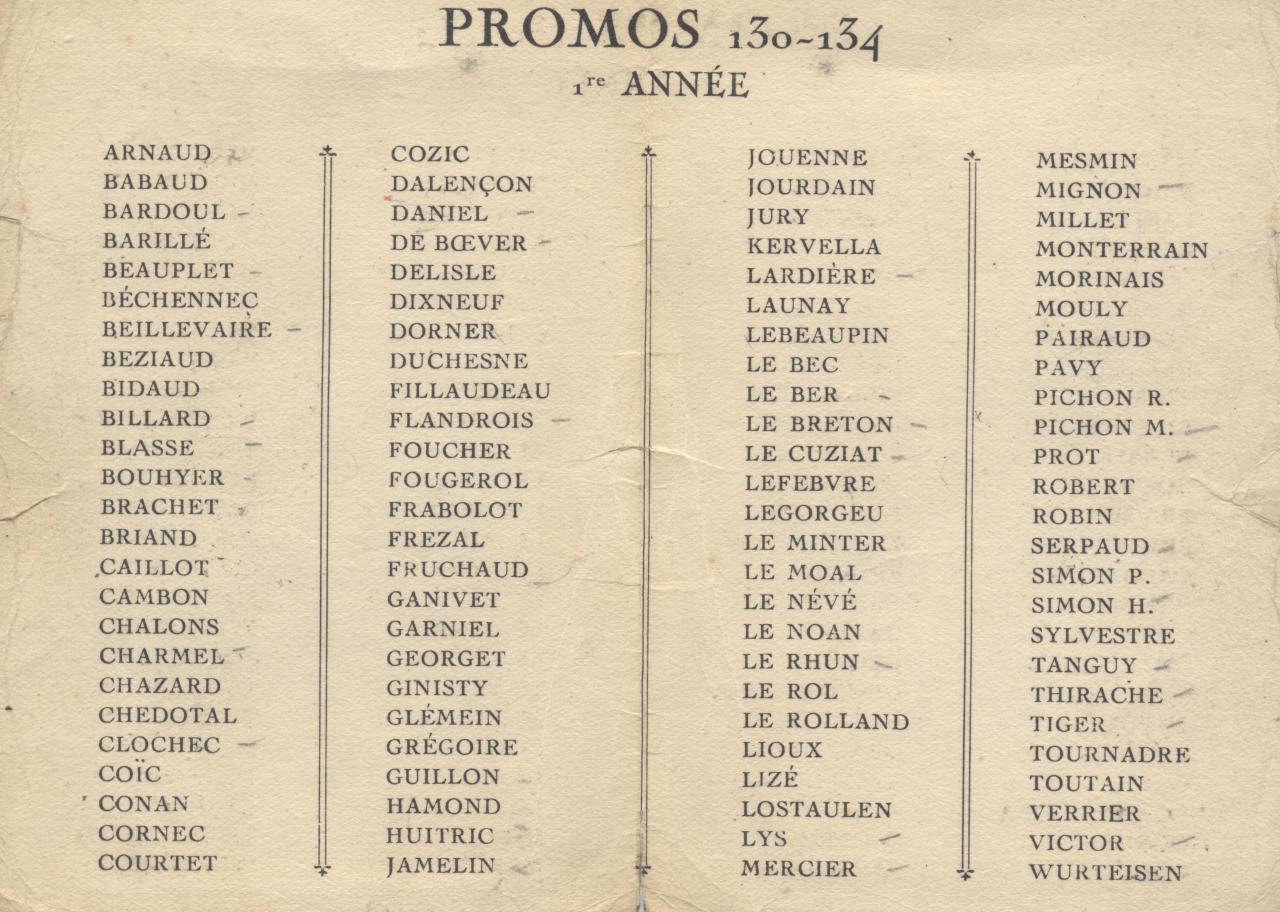 PROMOS 130~134
1re ANNÉE
ARNAUD
BABAUD
BARDOUL
BARILLÉ
BEAUPLET
BÉCHENNEC
BEILLEVAIRE
BEZIAUD
BIDAUD
BILLARD
BLASSE
BOUHYER
BRACHET
BRIAND
CAILLOT
CAMBON
CHALONS
CHARMEL
CHAZARD
CHEDOTAL
CLOCHEC
COÏC
CONAN
CORNEC
COURTET
COZIC
DALENÇON
DANIEL
DE BŒVER
DELISLE
DIXNEUF
DORNER
DUCHESNE
FILLAUDEAU
FLANDROIS
FOUCHER
FOUGEROL
FRABOLOT
FREZAL
FRUCHAUD
GANIVET
GARNIEL
GEORGET
GINISTY
GLÉMEIN
GRÉGOIRE
GUILLON
HAMOND
HUITRIC
JAMELIN
JOUENNE
JOURDAIN
JURY
KERVELLA
LARDIÈRE
LAUNAY
LEBEAUPIN
LE BEC
LE BER
LE BRETON
LE CUZIAT
LEFEBVRE
LEGORGEU
LE MINTER
LE MOAL
LE NÉVÉ
LE NOAN
LE RHUN
LE ROL
LE ROLLAND
LIOUX
LIZÉ
LOSTAULEN
LYS
MERCIER
MESMIN
MIGNON
MILLET
MONTERRAIN
MORINAIS
MOULY
PAIRAUD
PAVY
PICHON R.
PICHON M.
PROT
ROBERT
ROBIN
SERPAUD
SIMON P.
SIMON H.
SYLVESTRE
TANGUY
THIRACHE
TIGER
TOURNADRE
TOUTAIN
VERRIER
VICTOR
WURTEISEN